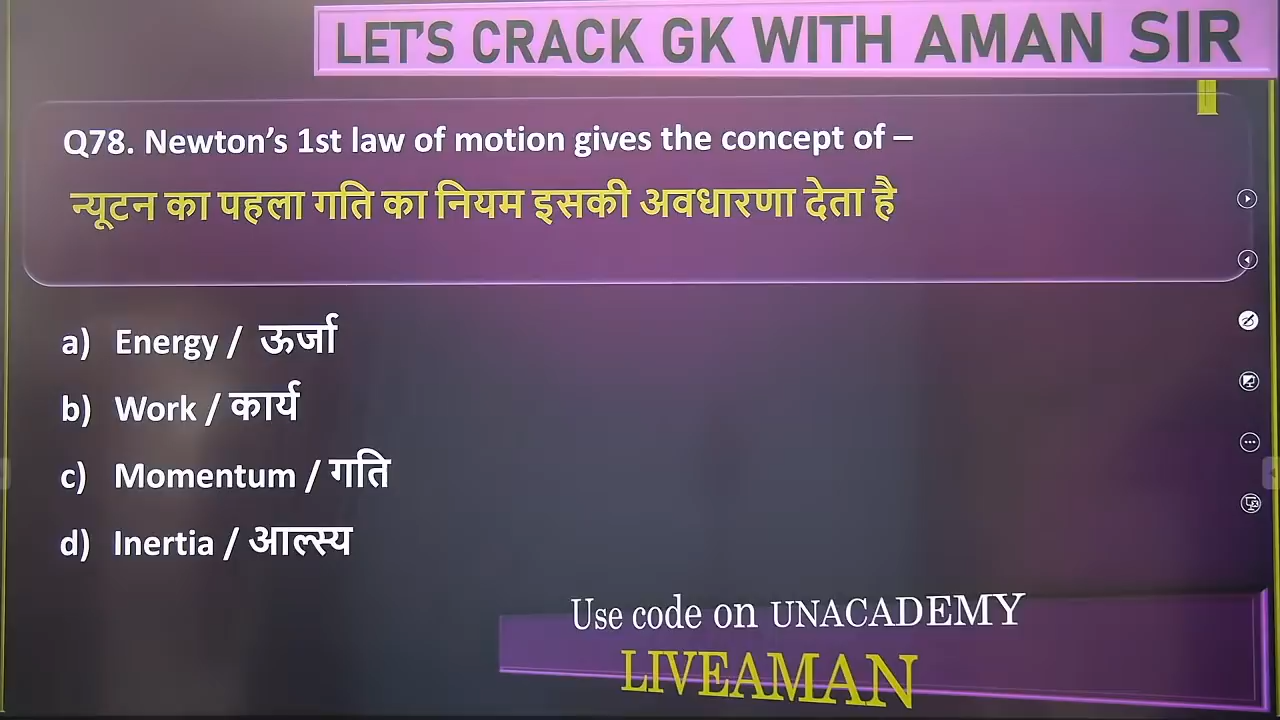 LET'S CRACK GK WITH AMAN SIR
Q78. Newton's 1st law of motion gives the concept of –
न्यूटन का पहला गति का नियम इसकी अवधारणा देता है
a) Energy / ऊर्जा
b) Work / कार्य
c) Momentum / गति
d) Inertia / आल्स्य
Use code on UNACADEMY
LIVEAMAN